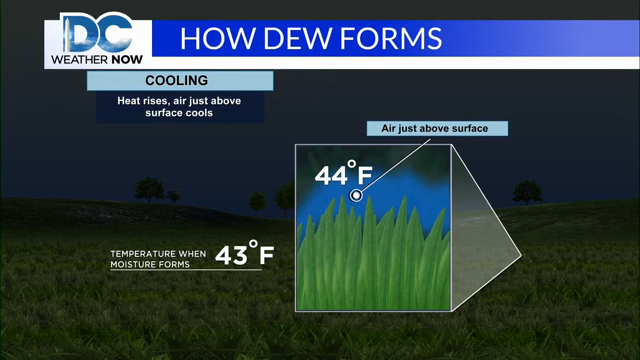 DC
WEATHER NOW
HOW DEW FORMS
COOLING
Heat rises, air just above
surface cools
Air just above surface
44°F
TEMPERATURE WHEN
MOISTURE FORMS
43°F